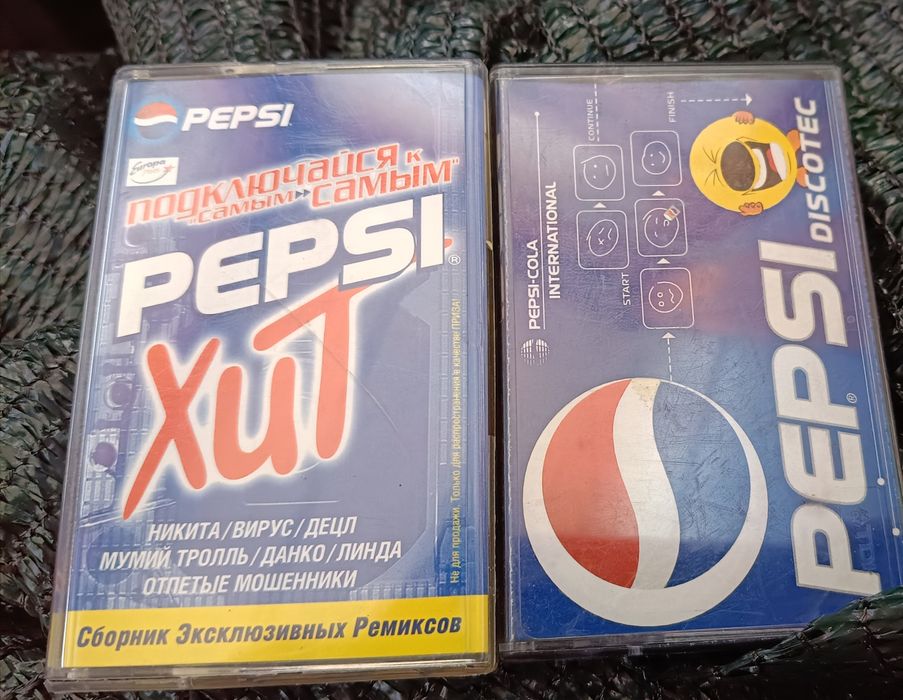 PEPSI
Europa
Plus
ПОДКЛЮЧАЙСЯ К
"САМЫМ САМЫМ"
PEPSI®
ХИТ
НИКИТА/ВИРУС/ДЕЦЛ
МУМИЙ ТРОЛЛЬ/ДАНКО/ЛИНДА
ОТПЕТЫЕ МОШЕННИКИ
Сборник Эксклюзивных Ремиксов
Не для продажи. Только для распространения в качестве ПРИЗА!
PEPSI-COLA
INTERNATIONAL
START
CONTINUE
FINISH
PEPSI®
DISCOTEC